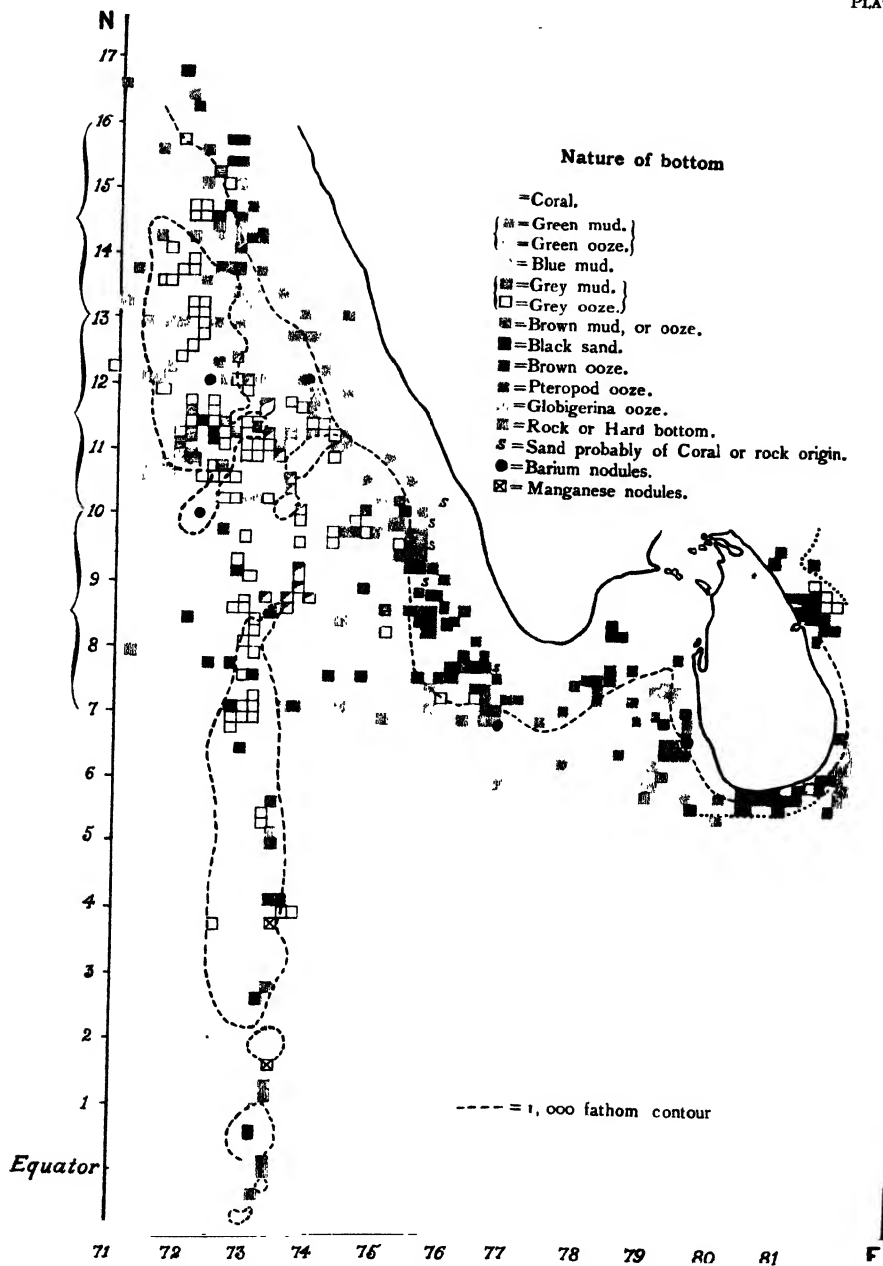 PLA
N
17
16
15
14
13
12
11
10
9
8
7
6
5
4
3
2
1
Equator
Nature of bottom
=Coral.
=Green mud.
=Green ooze.
=Blue mud.
=Grey mud.
=Grey ooze.
=Brown mud, or ooze.
=Black sand.
=Brown ooze.
=Pteropod ooze.
=Globigerina ooze.
=Rock or Hard bottom.
S =Sand probably of Coral or rock origin.
=Barium nodules.
= Manganese nodules.
S
S
S
S
S
---- = 1,000 fathom contour
71 72 73 74 75 76 77 78 79 80 81 E